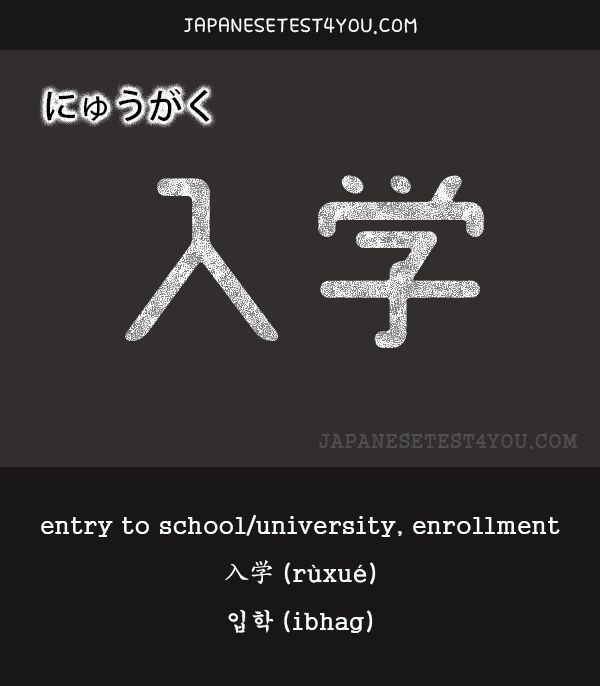 JAPANESETEST4YOU.COM
にゅうがく
入学
JAPANESETEST4YOU.COM
entry to school/university, enrollment
入学 (rùxué)
입학 (ibhag)